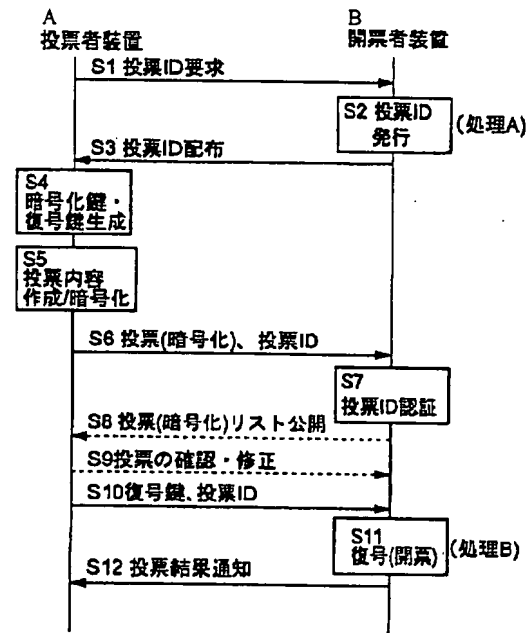 A
投票者装置
B
開票者装置
S1 投票ID要求
S2 投票ID
発行
(処理A)
S3 投票ID配布
S4
暗号化鍵・
復号鍵生成
S5
投票内容
作成/暗号化
S6 投票(暗号化)、投票ID
S7
投票ID認証
S8 投票(暗号化)リスト公開
S9投票の確認・修正
S10復号鍵、投票ID
S11
復号(開票)
(処理B)
S12 投票結果通知